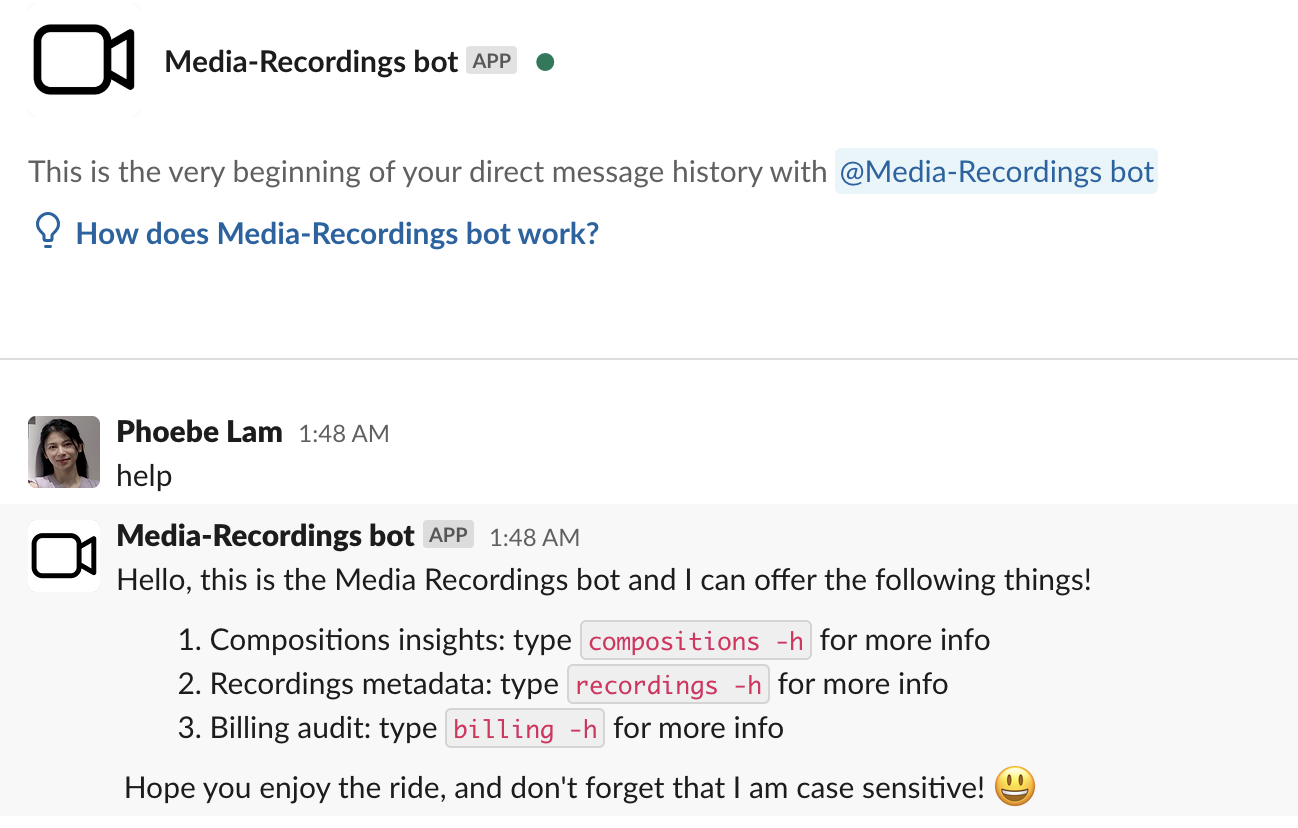 Media-Recordings bot APP
This is the very beginning of your direct message history with @Media-Recordings bot
How does Media-Recordings bot work?
Phoebe Lam 1:48 AM
help
Media-Recordings bot APP 1:48 AM
Hello, this is the Media Recordings bot and I can offer the following things!
1. Compositions insights: type compositions -h for more info
2. Recordings metadata: type recordings -h for more info
3. Billing audit: type billing -h for more info
Hope you enjoy the ride, and don't forget that I am case sensitive! 😃